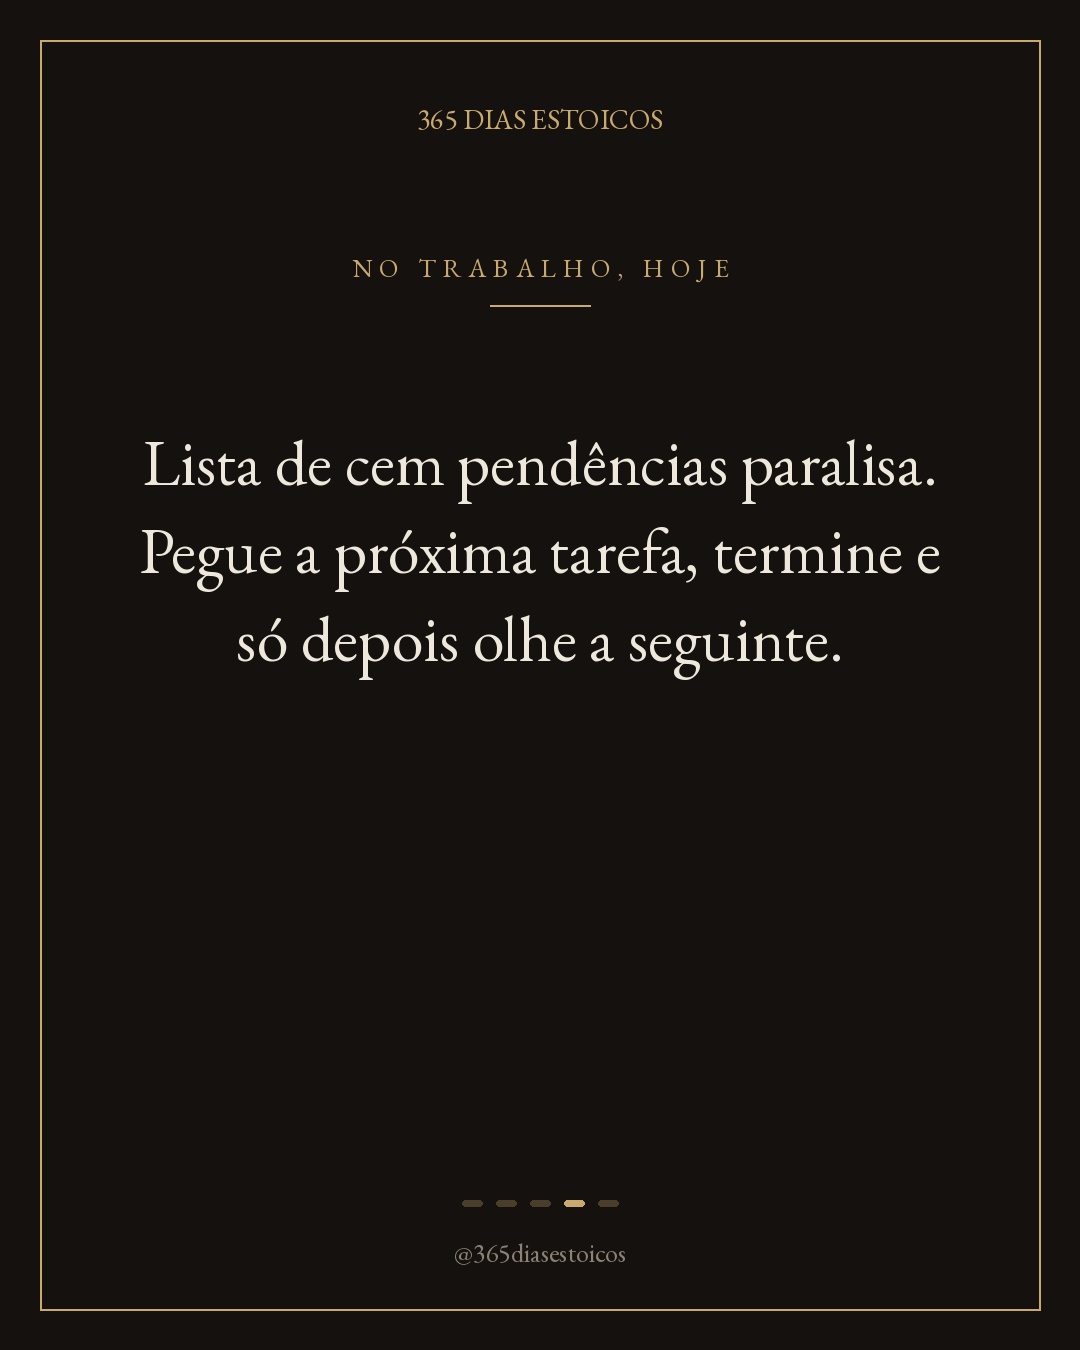 365 DIAS ESTOICOS
NO TRABALHO, HOJE
Lista de cem pendências paralisa.
Pegue a próxima tarefa, termine e
só depois olhe a seguinte.
@365diasestoicos